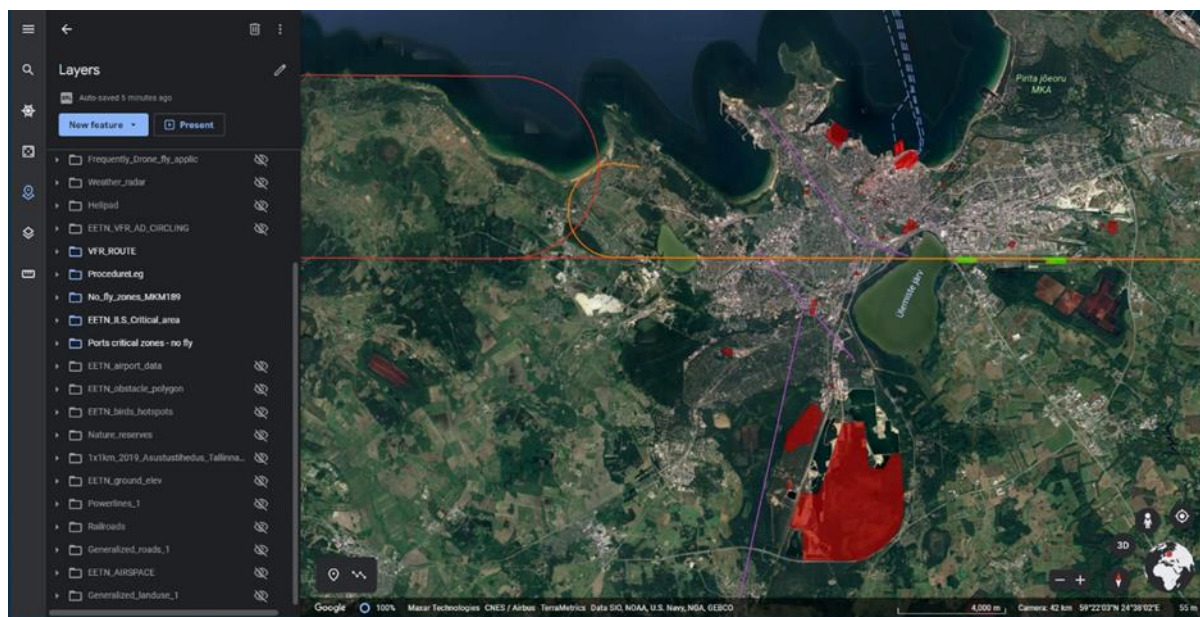 Layers
Auto-saved 5 minutes ago
New feature
Present
Frequently_Drone_fly_applic
Weather_radar
Helipad
EETN_VFR_AD_CIRCLING
VFR_ROUTE
ProcedureLeg
No_fly_zones_MKM189
EETN_ILS_Critical_area
Ports critical zones - no fly
EETN_airport_data
EETN_obstacle_polygon
EETN_birds_hotspots
Nature_reserves
1x1km_2019_Asustustihedus_Tallinna...
EETN_ground_elev
Powerlines_1
Railroads
Generalized_roads_1
EETN_AIRSPACE
Generalized_landuse_1
Pirita jõeoru
MKA
Ülemiste järv
3D
Google 100% Maxar Technologies CNES / Airbus TerraMetrics Data SIO, NOAA, U.S. Navy, NGA, GEBCO 4,000 m Camera: 42 km 59°22'03"N 24°38'02"E 55 m